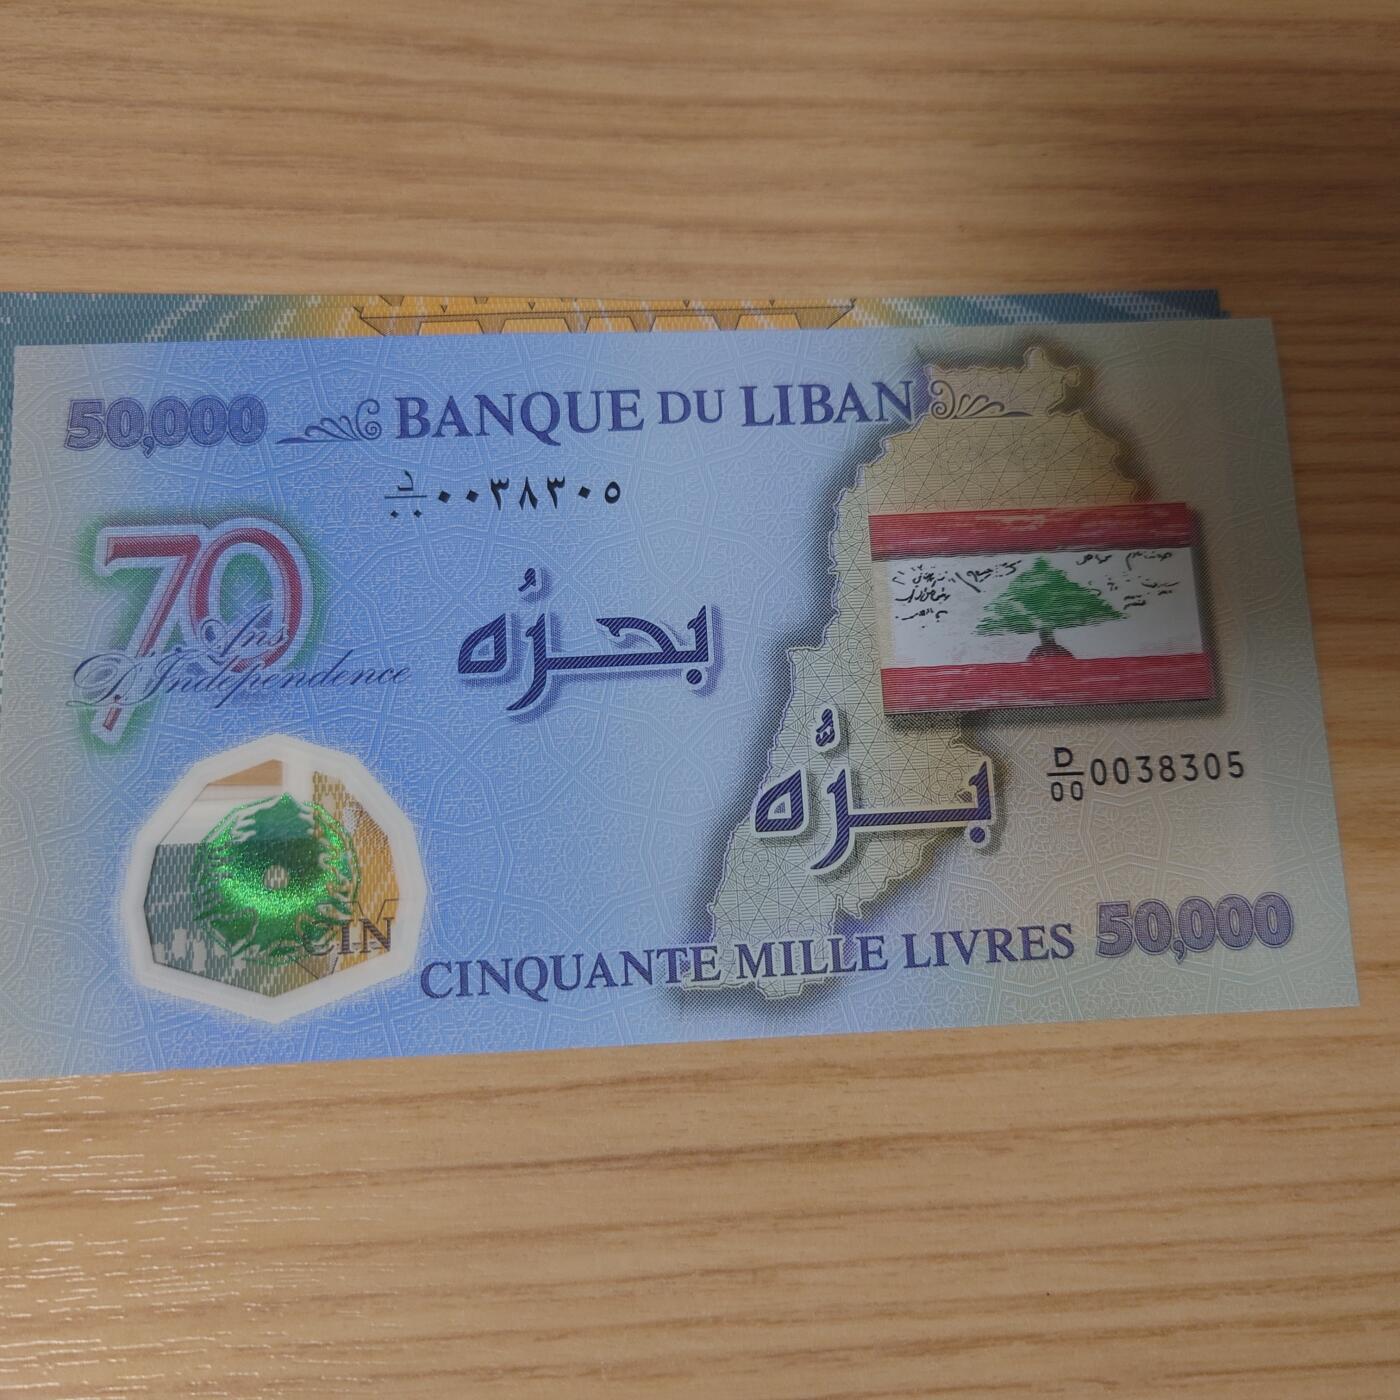 50,000 BANQUE DU LIBAN
د/٠٠ ٠٠٣٨٣٠٥
70
Ans
D'Indépendence
بحرُه
برُّه
D/00 0038305
CIN
CINQUANTE MILLE LIVRES 50,000